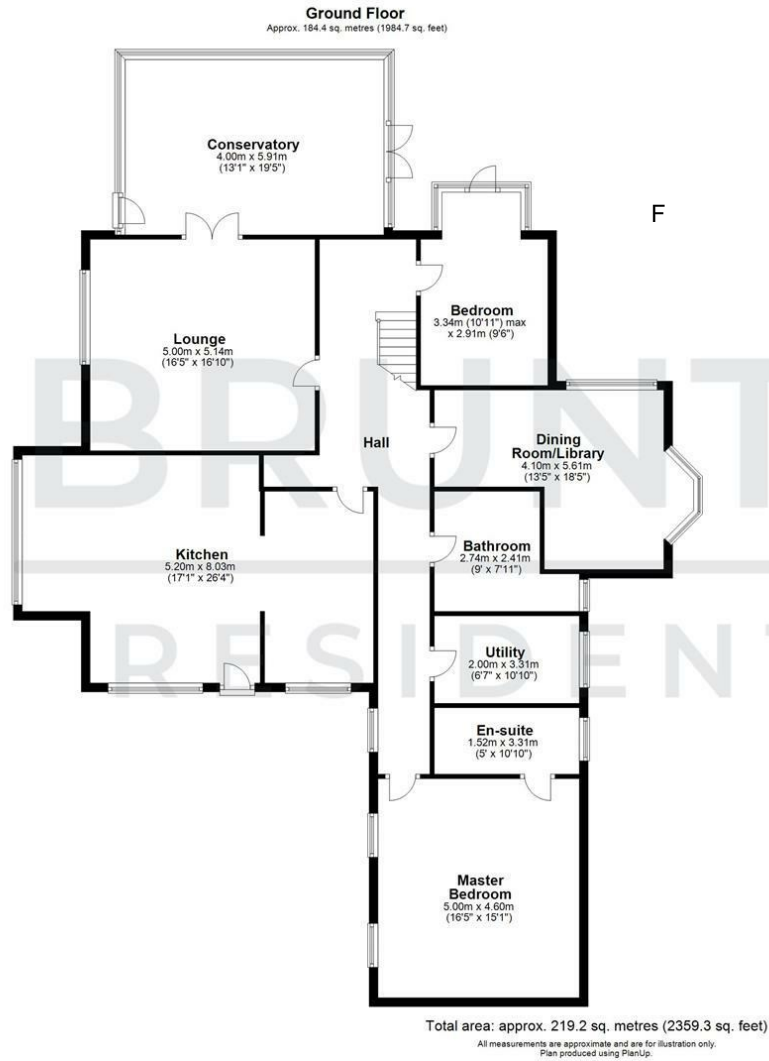 Ground Floor
Approx. 184.4 sq. metres (1984.7 sq. feet)
Conservatory
4.00m x 5.91m
(13'1" x 19'5")
F
Bedroom
3.34m (10'11") max
x 2.91m (9'6")
Lounge
5.00m x 5.14m
(16'5" x 16'10")
BRUNT
Hall
Dining
Room/Library
4.10m x 5.61m
(13'5" x 18'5")
Kitchen
5.20m x 8.03m
(17'1" x 26'4")
Bathroom
2.74m x 2.41m
(9' x 7'11")
RESIDENT
Utility
2.00m x 3.31m
(6'7" x 10'10")
En-suite
1.52m x 3.31m
(5' x 10'10")
Master
Bedroom
5.00m x 4.60m
(16'5" x 15'1")
Total area: approx. 219.2 sq. metres (2359.3 sq. feet)
All measurements are approximate and are for illustration only.
Plan produced using PlanUp.